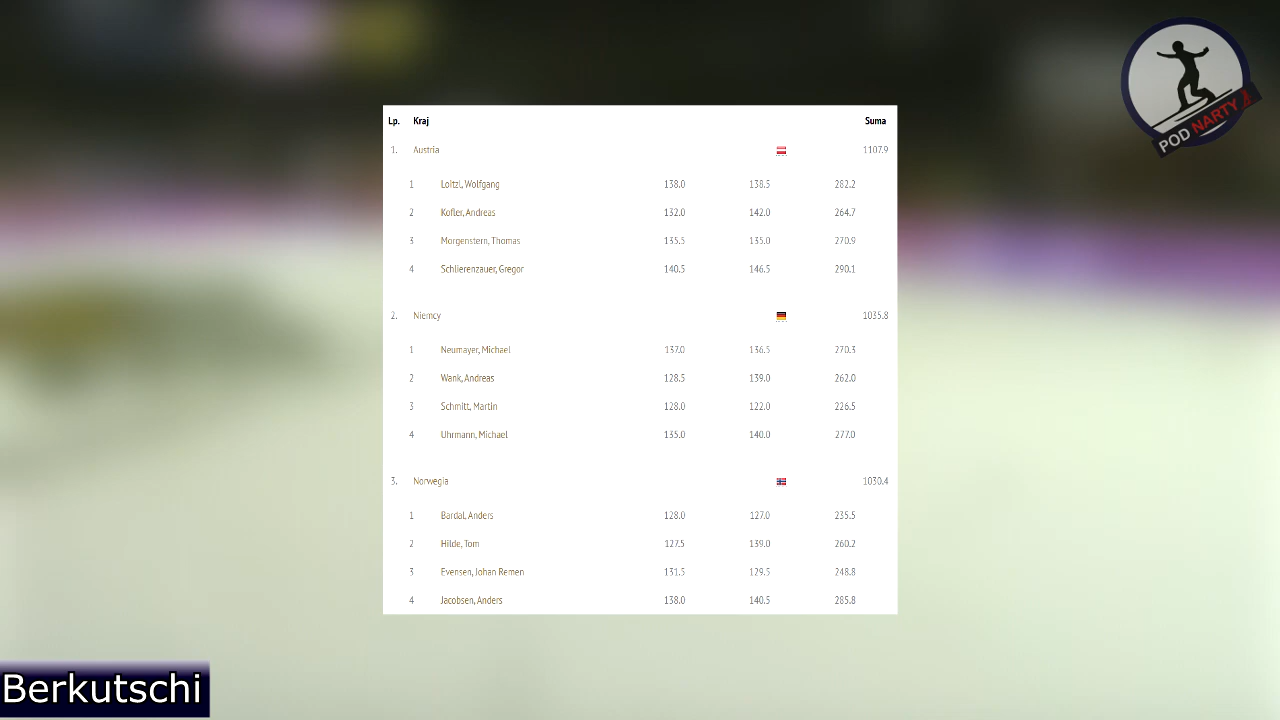 POD NARTY
Lp. Kraj Suma
1. Austria 1107.9
1 Loitzl, Wolfgang 138.0 138.5 282.2
2 Kofler, Andreas 132.0 142.0 264.7
3 Morgenstern, Thomas 135.5 135.0 270.9
4 Schlierenzauer, Gregor 140.5 146.5 290.1
2. Niemcy 1035.8
1 Neumayer, Michael 137.0 136.5 270.3
2 Wank, Andreas 128.5 139.0 262.0
3 Schmitt, Martin 128.0 122.0 226.5
4 Uhrmann, Michael 135.0 140.0 277.0
3. Norwegia 1030.4
1 Bardal, Anders 128.0 127.0 235.5
2 Hilde, Tom 127.5 139.0 260.2
3 Evensen, Johan Remen 131.5 129.5 248.8
4 Jacobsen, Anders 138.0 140.5 285.8
Berkutschi